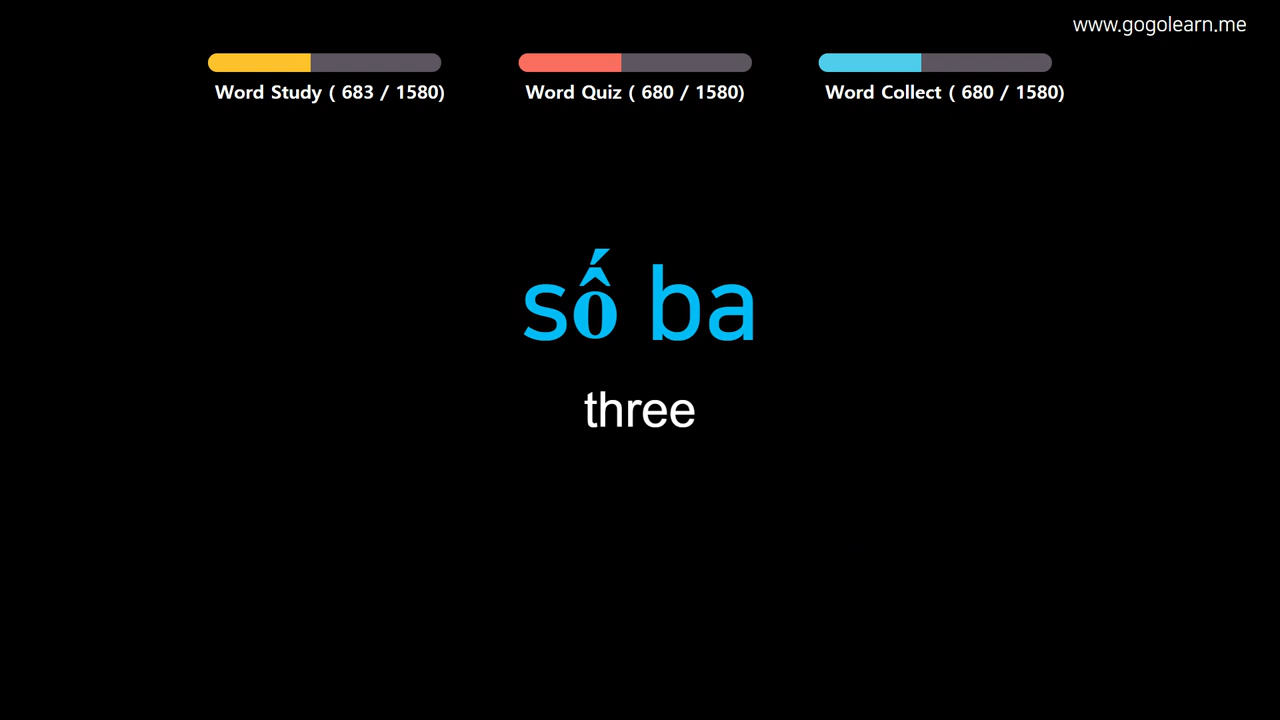 www.gogolearn.me
Word Study ( 683 / 1580)
Word Quiz ( 680 / 1580)
Word Collect ( 680 / 1580)
số ba
three